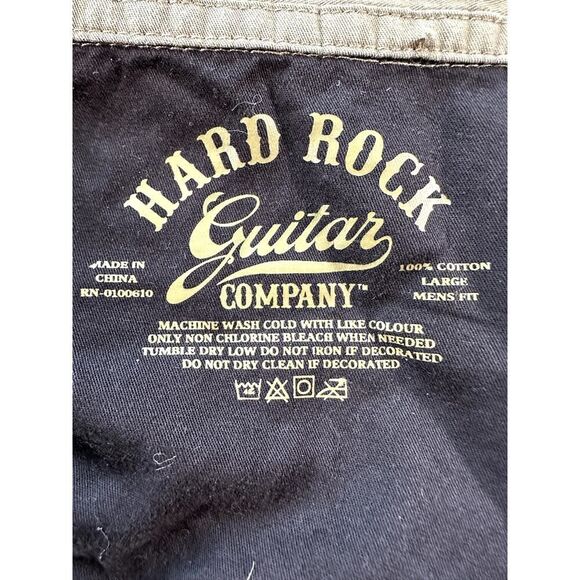 HARD ROCK
Guitar
COMPANY™
MADE IN
CHINA
RN-0100610
100% COTTON
LARGE
MENS FIT
MACHINE WASH COLD WITH LIKE COLOUR
ONLY NON CHLORINE BLEACH WHEN NEEDED
TUMBLE DRY LOW DO NOT IRON IF DECORATED
DO NOT DRY CLEAN IF DECORATED